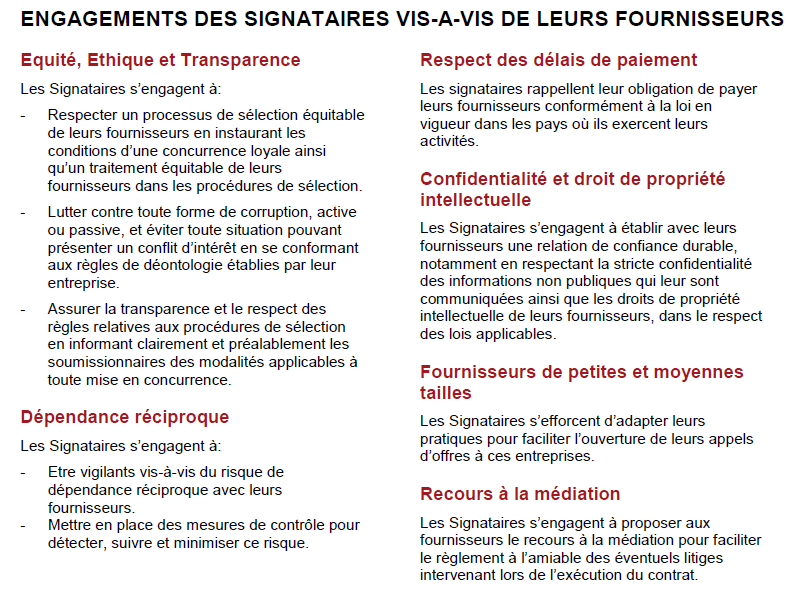 ENGAGEMENTS DES SIGNATAIRES VIS-A-VIS DE LEURS FOURNISSEURS
Equité, Ethique et Transparence
Les Signataires s’engagent à:
- Respecter un processus de sélection équitable
de leurs fournisseurs en instaurant les
conditions d’une concurrence loyale ainsi
qu’un traitement équitable de leurs
fournisseurs dans les procédures de sélection.
- Lutter contre toute forme de corruption, active
ou passive, et éviter toute situation pouvant
présenter un conflit d’intérêt en se conformant
aux règles de déontologie établies par leur
entreprise.
- Assurer la transparence et le respect des
règles relatives aux procédures de sélection
en informant clairement et préalablement les
soumissionnaires des modalités applicables à
toute mise en concurrence.
Dépendance réciproque
Les Signataires s’engagent à:
- Etre vigilants vis-à-vis du risque de
dépendance réciproque avec leurs
fournisseurs.
- Mettre en place des mesures de contrôle pour
détecter, suivre et minimiser ce risque.
Respect des délais de paiement
Les signataires rappellent leur obligation de payer
leurs fournisseurs conformément à la loi en
vigueur dans les pays où ils exercent leurs
activités.
Confidentialité et droit de propriété
intellectuelle
Les Signataires s’engagent à établir avec leurs
fournisseurs une relation de confiance durable,
notamment en respectant la stricte confidentialité
des informations non publiques qui leur sont
communiquées ainsi que les droits de propriété
intellectuelle de leurs fournisseurs, dans le respect
des lois applicables.
Fournisseurs de petites et moyennes
tailles
Les Signataires s’efforcent d’adapter leurs
pratiques pour faciliter l’ouverture de leurs appels
d’offres à ces entreprises.
Recours à la médiation
Les Signataires s’engagent à proposer aux
fournisseurs le recours à la médiation pour faciliter
le règlement à l’amiable des éventuels litiges
intervenant lors de l’exécution du contrat.